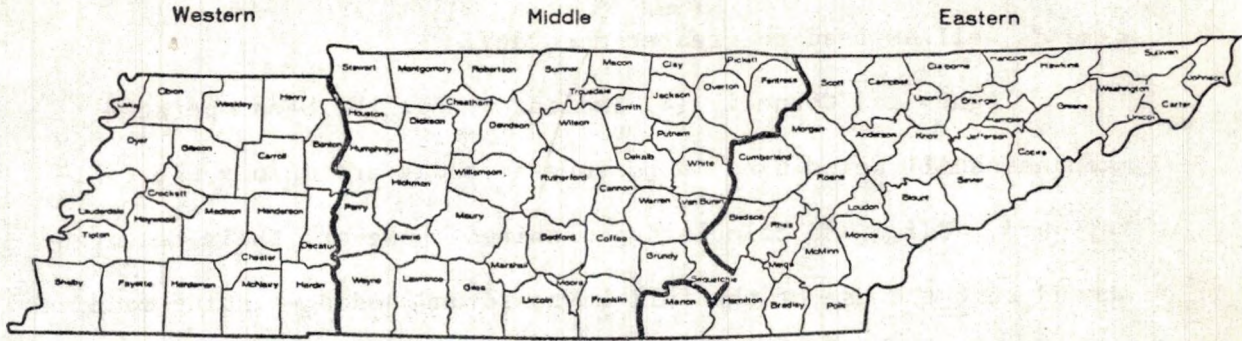 Western Middle Eastern
Stewart Montgomery Robertson Sumner Macon Clay Pickett Fentress Scott Campbell Claiborne Hancock Hawkins Sullivan Johnson
Lake Obion Weakley Henry Houston Cheatham Trousdale Smith Jackson Overton Union Grainger Greene Washington Carter
Dyer Gibson Carroll Benton Humphreys Dickson Davidson Wilson Putnam White Cumberland Morgan Anderson Knox Jefferson Hamblen Cocke Unicoi
Crockett Hickman Williamson Rutherford Dekalb Cannon Warren Van Buren Roane Loudon Blount Sevier
Lauderdale Haywood Madison Henderson Perry Maury Bledsoe Rhea Monroe
Tipton Chester Decatur Lewis Bedford Coffee Grundy Meigs McMinn
Shelby Fayette Hardeman McNairy Hardin Wayne Lawrence Giles Marshall Lincoln Moore Franklin Marion Sequatchie Hamilton Bradley Polk